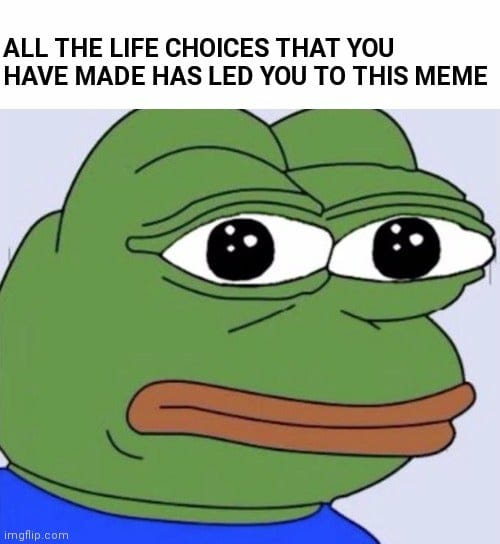 ALL THE LIFE CHOICES THAT YOU
HAVE MADE HAS LED YOU TO THIS MEME
imgflip.com